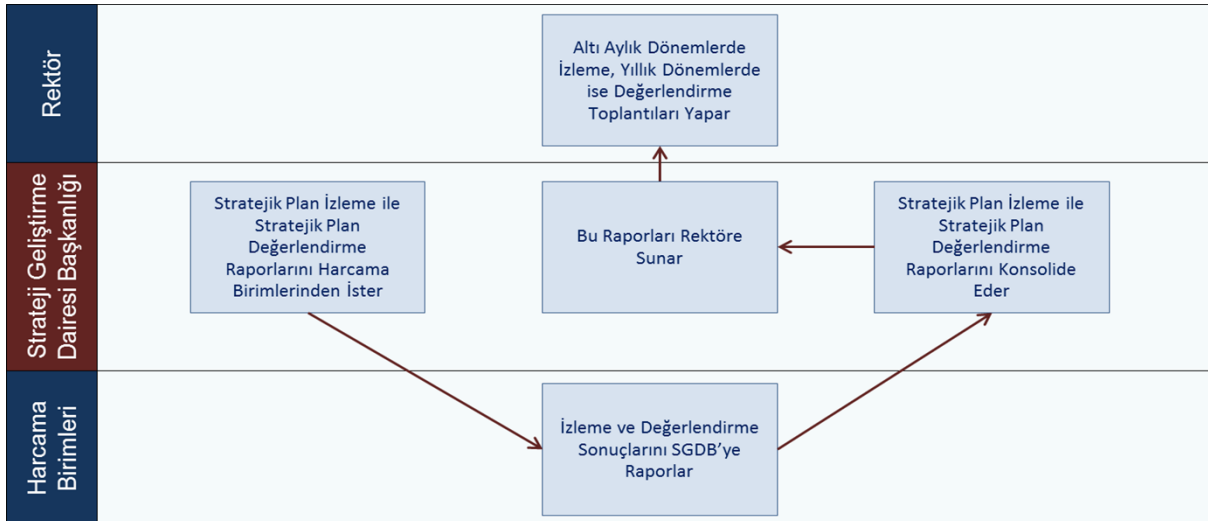 Rektör
Altı Aylık Dönemlerde
İzleme, Yıllık Dönemlerde
ise Değerlendirme
Toplantıları Yapar
Strateji Geliştirme
Dairesi Başkanlığı
Stratejik Plan İzleme ile
Stratejik Plan
Değerlendirme
Raporlarını Harcama
Birimlerinden İster
Bu Raporları Rektöre
Sunar
Stratejik Plan İzleme ile
Stratejik Plan
Değerlendirme
Raporlarını Konsolide
Eder
Harcama
Birimleri
İzleme ve Değerlendirme
Sonuçlarını SGDB’ye
Raporlar